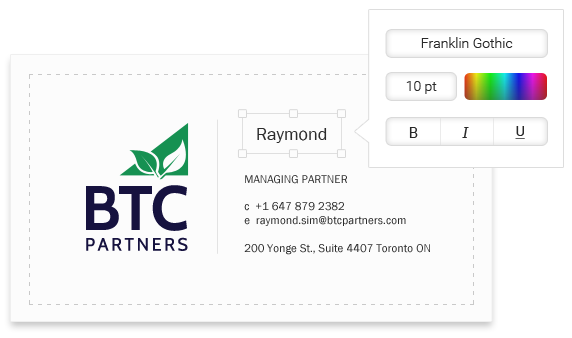 Franklin Gothic
10 pt
B I U
BTC
PARTNERS
Raymond
MANAGING PARTNER
c +1 647 879 2382
e raymond.sim@btcpartners.com
200 Yonge St., Suite 4407 Toronto ON